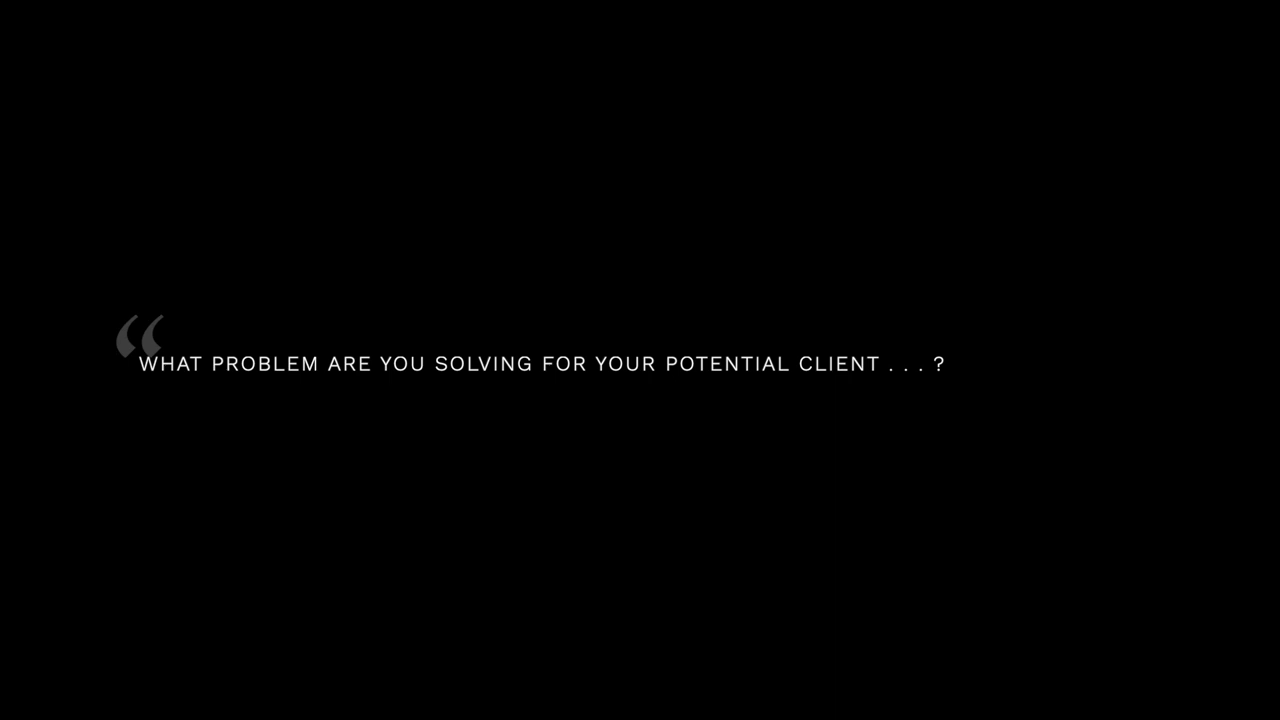 “WHAT PROBLEM ARE YOU SOLVING FOR YOUR POTENTIAL CLIENT . . . ?